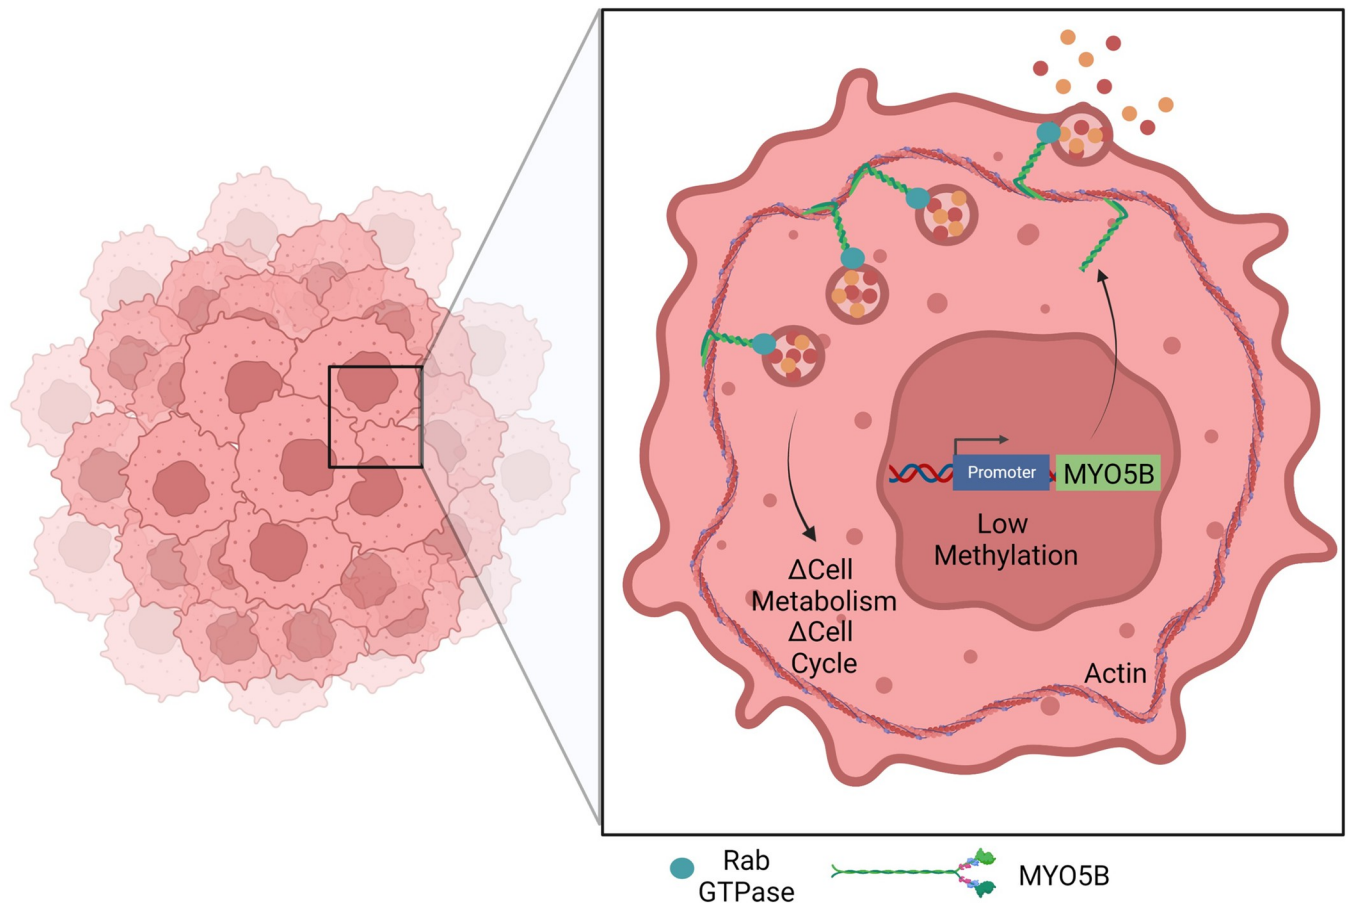 Promoter
MYO5B
Low
Methylation
ΔCell
Metabolism
ΔCell
Cycle
Actin
Rab
GTPase
MYO5B